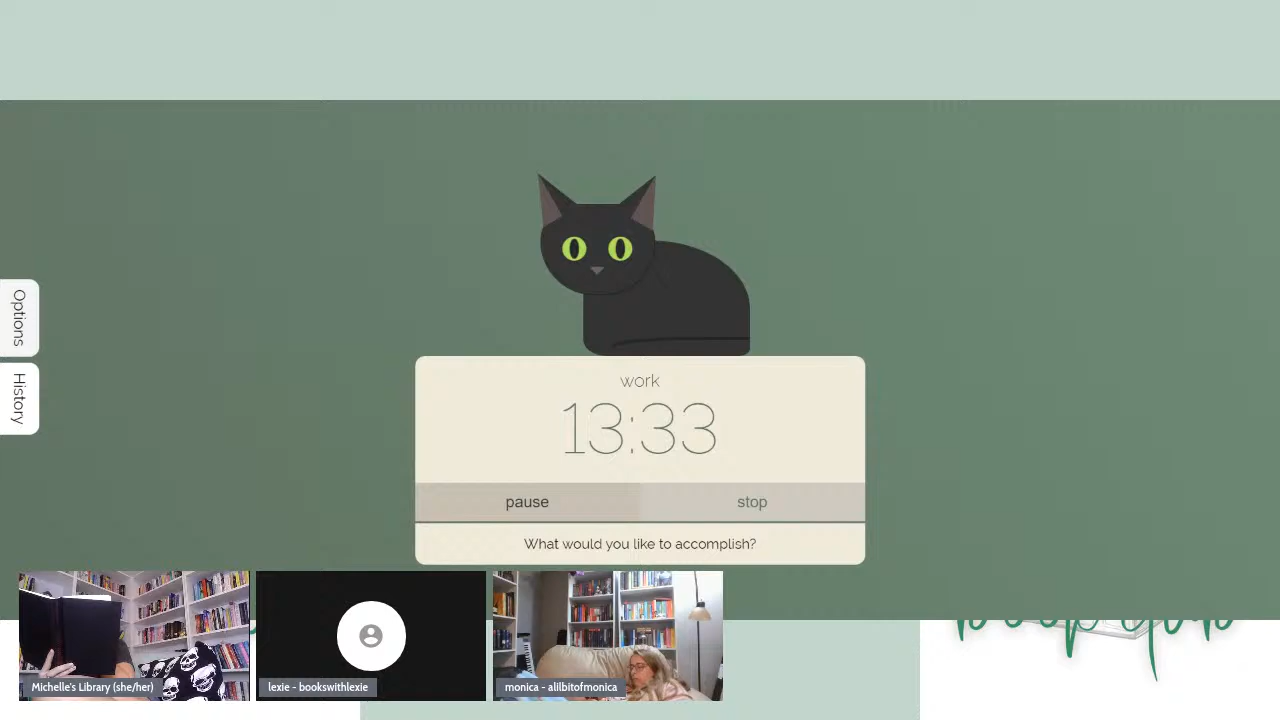 Options
History
work
13:33
pause
stop
What would you like to accomplish?
Michelle's Library (she/her)
lexie - bookswithlexie
monica - alilbitofmonica